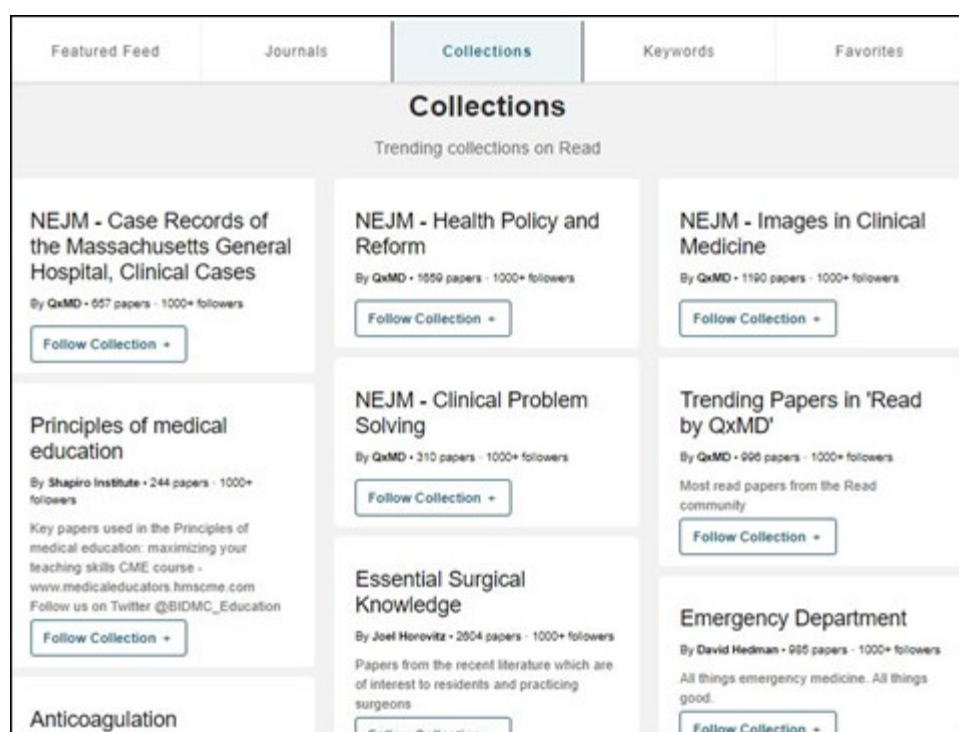 Featured Feed
Journals
Collections
Keywords
Favorites
Collections
Trending collections on Read
NEJM - Case Records of
the Massachusetts General
Hospital, Clinical Cases
By QxMD • 657 papers · 1000+ followers
Follow Collection +
Principles of medical
education
By Shapiro Institute • 244 papers · 1000+
followers
Key papers used in the Principles of
medical education: maximizing your
teaching skills CME course -
www.medicaleducators.hmscme.com
Follow us on Twitter @BIDMC_Education
Follow Collection +
Anticoagulation
NEJM - Health Policy and
Reform
By QxMD • 1659 papers · 1000+ followers
Follow Collection +
NEJM - Clinical Problem
Solving
By QxMD • 310 papers · 1000+ followers
Follow Collection +
Essential Surgical
Knowledge
By Joel Horovitz • 2604 papers · 1000+ followers
Papers from the recent literature which are
of interest to residents and practicing
surgeons
NEJM - Images in Clinical
Medicine
By QxMD • 1190 papers · 1000+ followers
Follow Collection +
Trending Papers in 'Read
by QxMD'
By QxMD • 996 papers · 1000+ followers
Most read papers from the Read
community
Follow Collection +
Emergency Department
By David Hedman • 985 papers · 1000+ followers
All things emergency medicine. All things
good.
Follow Collection +